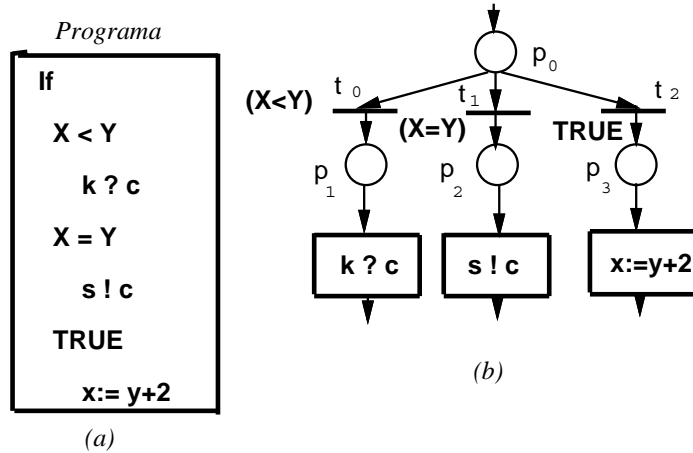 Programa
If
X < Y
k ? c
X = Y
s ! c
TRUE
x:= y+2
(a)
p0
t0 t1 t2
(X<Y) (X=Y) TRUE
p1 p2 p3
k ? c s ! c x:=y+2
(b)